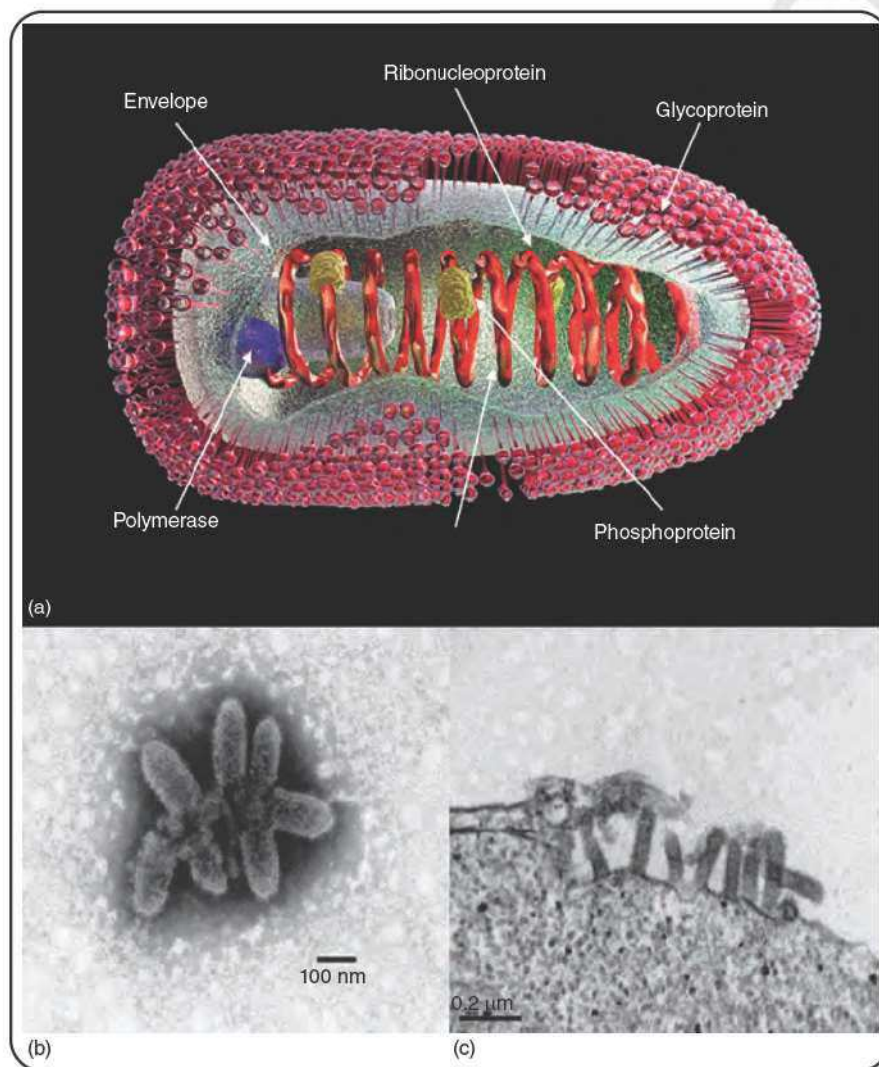 Ribonucleoprotein
Envelope
Glycoprotein
Polymerase
Phosphoprotein
(a)
100 nm
0.2 μm
(b)
(c)